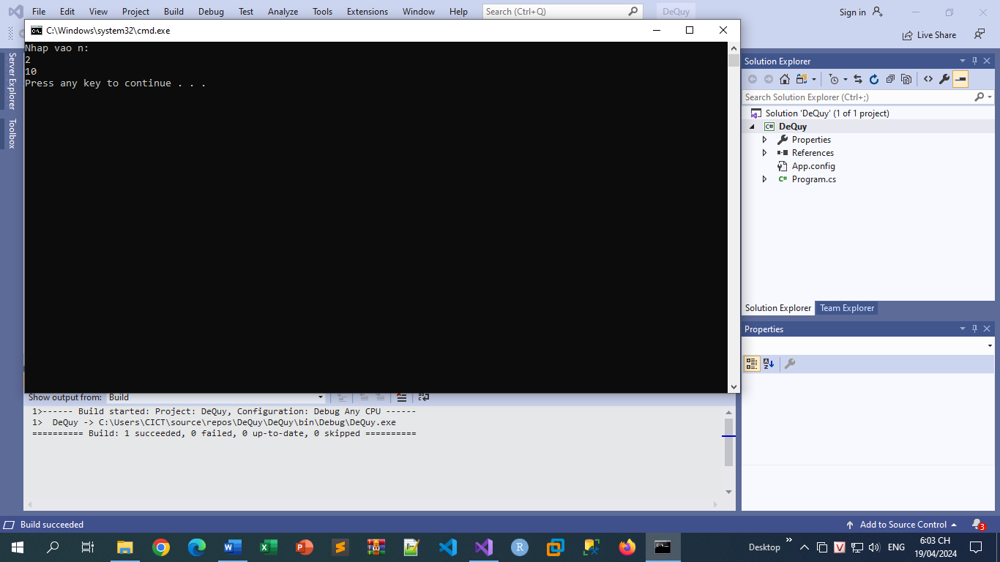 File Edit View Project Build Debug Test Analyze Tools Extensions Window Help Search (Ctrl+Q) DeQuy Sign in
Live Share
C:\Windows\system32\cmd.exe
Nhap vao n:
2
10
Press any key to continue . . .
Server Explorer
Toolbox
Solution Explorer
Search Solution Explorer (Ctrl+;)
Solution 'DeQuy' (1 of 1 project)
C# DeQuy
Properties
References
App.config
C# Program.cs
Solution Explorer Team Explorer
Properties
Show output from: Build
1>------ Build started: Project: DeQuy, Configuration: Debug Any CPU ------
1>  DeQuy -> C:\Users\CICT\source\repos\DeQuy\DeQuy\bin\Debug\DeQuy.exe
========== Build: 1 succeeded, 0 failed, 0 up-to-date, 0 skipped ==========
Build succeeded
Add to Source Control 3
Desktop ENG 6:03 CH
19/04/2024